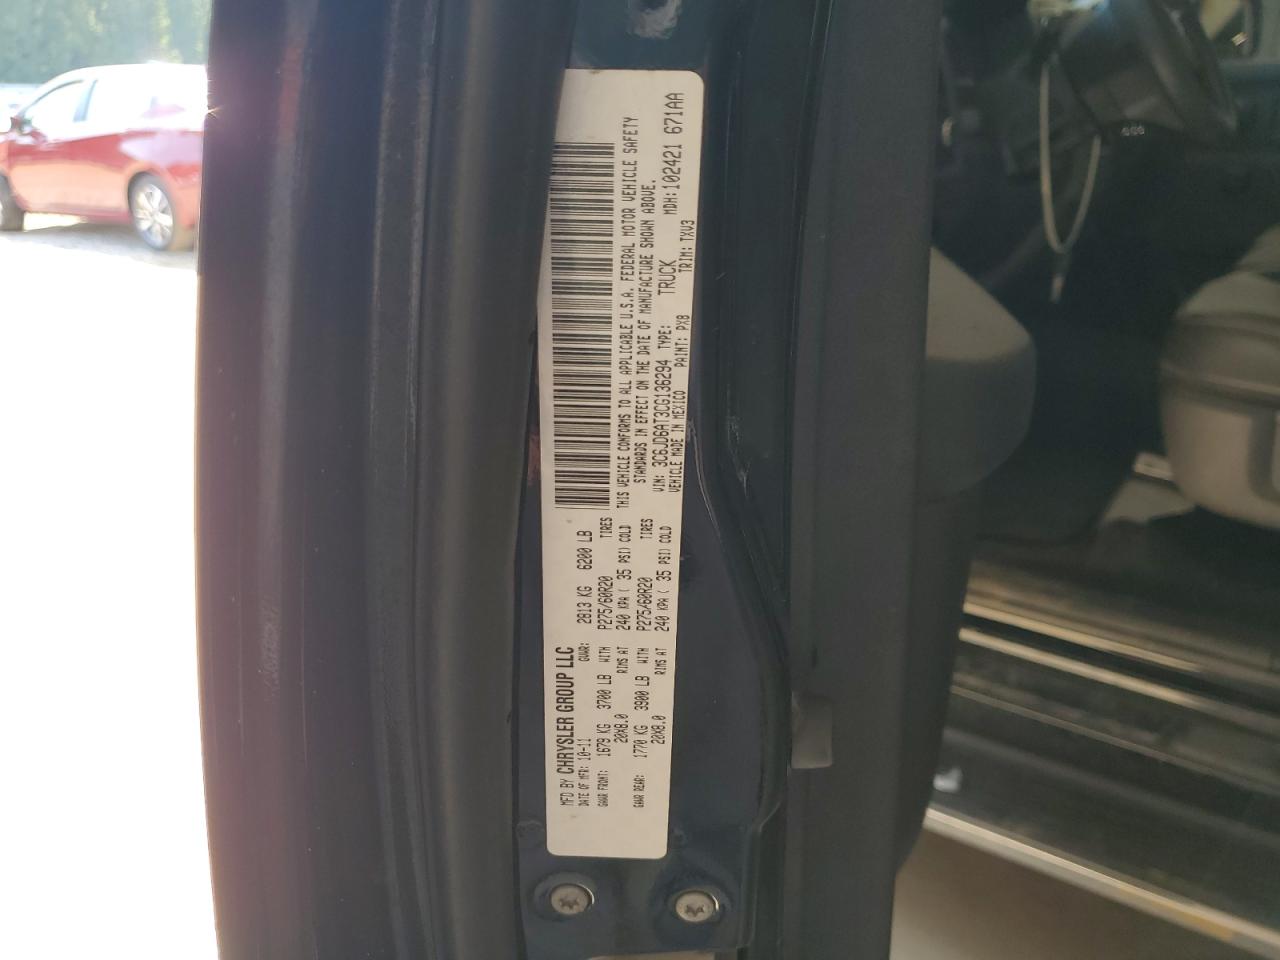 MFD BY CHRYSLER GROUP LLC
DATE OF MFR: 10-11 GVWR: 2813 KG 6200 LB
GAWR FRONT: 1679 KG 3700 LB WITH P275/60R20 TIRES
20X8.0 RIMS AT 240 KPA ( 35 PSI) COLD
GAWR REAR: 1770 KG 3900 LB WITH P275/60R20 TIRES
20X8.0 RIMS AT 240 KPA ( 35 PSI) COLD
THIS VEHICLE CONFORMS TO ALL APPLICABLE U.S.A. FEDERAL MOTOR VEHICLE SAFETY
STANDARDS IN EFFECT ON THE DATE OF MANUFACTURE SHOWN ABOVE.
VIN: 3C6JD6AT3CG136294 TYPE: TRUCK MDH:102421 671AA
VEHICLE MADE IN MEXICO PAINT: PX8 TRIM: TXV3